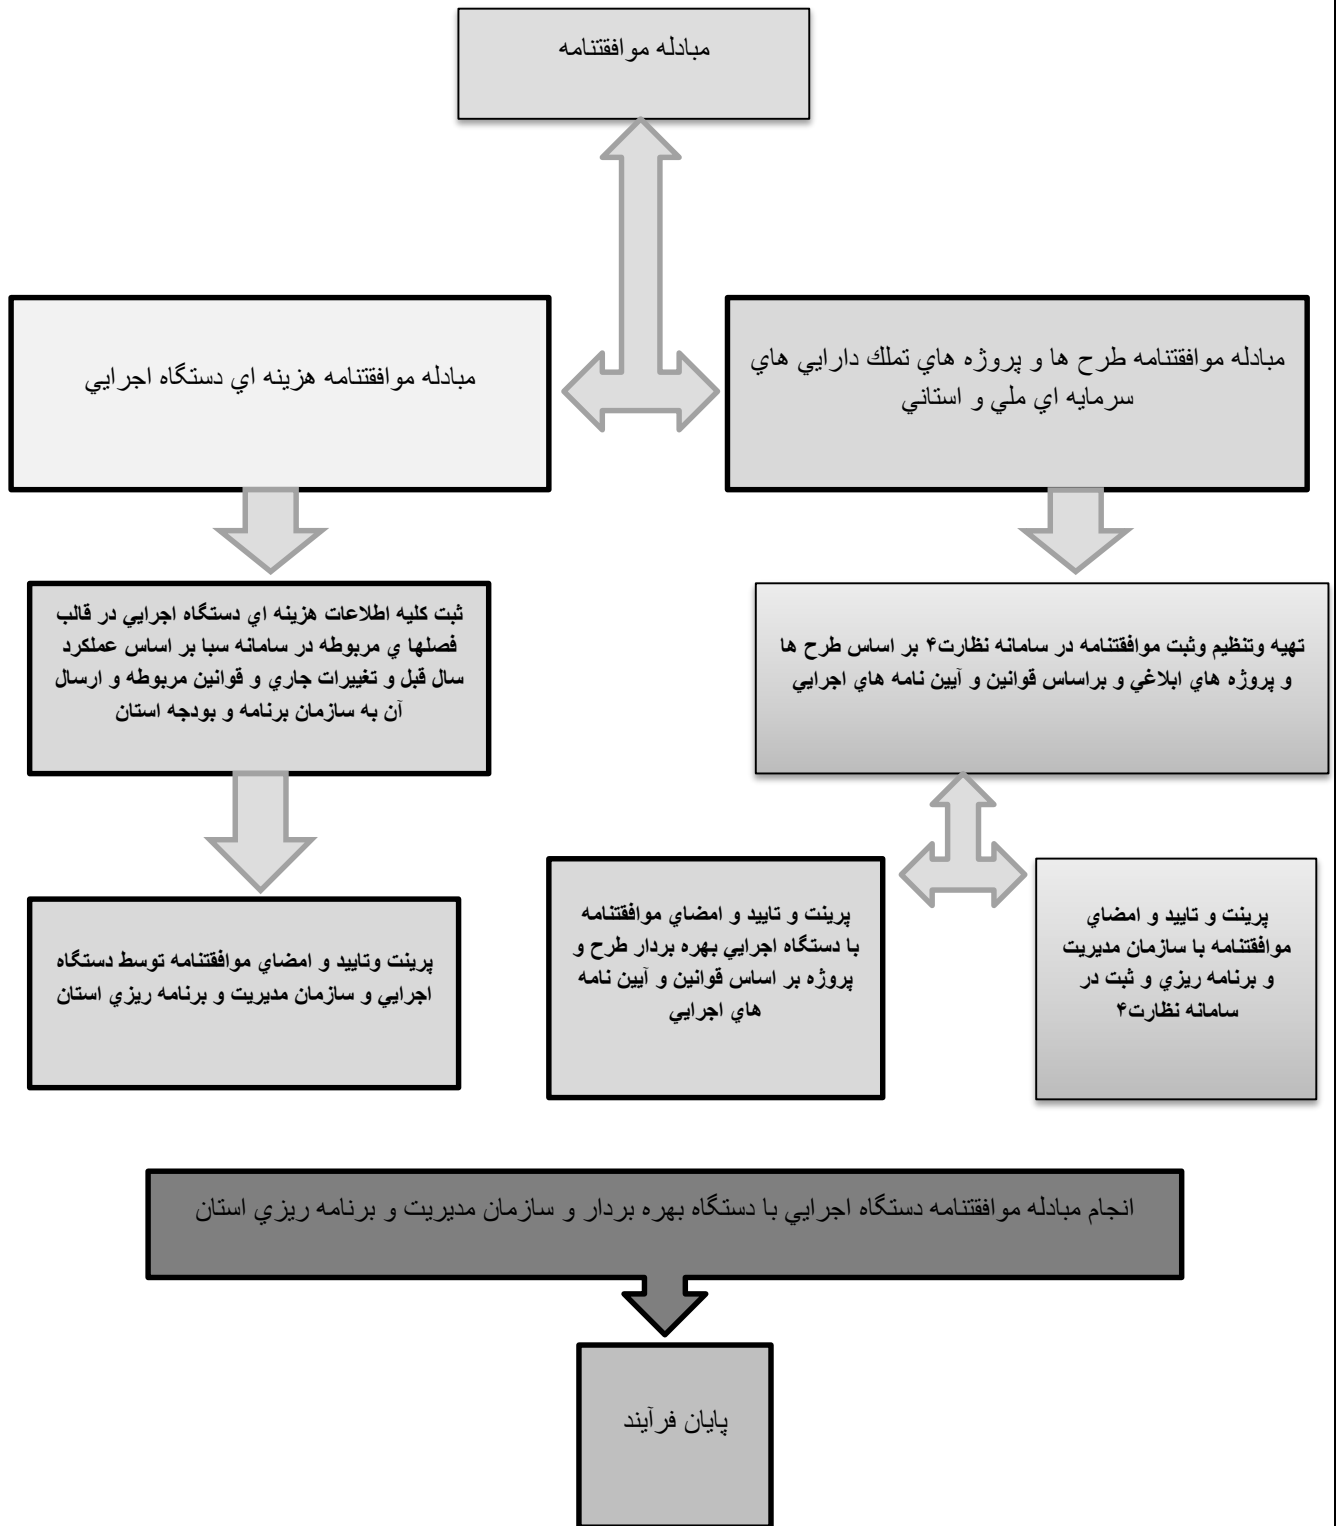 مبادله موافقتنامه
مبادله موافقتنامه طرح ها و پروژه هاي تملك دارايي هاي
سرمايه اي ملي و استاني
مبادله موافقتنامه هزينه اي دستگاه اجرايي
تهيه وتنظيم وثبت موافقتنامه در سامانه نظارت۴ بر اساس طرح ها
و پروژه هاي ابلاغي و براساس قوانين و آيين نامه هاي اجرايي
ثبت كليه اطلاعات هزينه اي دستگاه اجرايي در قالب
فصلها ي مربوطه در سامانه سبا بر اساس عملكرد
سال قبل و تغييرات جاري و قوانين مربوطه و ارسال
آن به سازمان برنامه و بودجه استان
پرينت و تاييد و امضاي
موافقتنامه با سازمان مديريت
و برنامه ريزي و ثبت در
سامانه نظارت۴
پرينت و تاييد و امضاي موافقتنامه
با دستگاه اجرايي بهره بردار طرح و
پروژه بر اساس قوانين و آيين نامه
هاي اجرايي
پرينت وتاييد و امضاي موافقتنامه توسط دستگاه
اجرايي و سازمان مديريت و برنامه ريزي استان
انجام مبادله موافقتنامه دستگاه اجرايي با دستگاه بهره بردار و سازمان مديريت و برنامه ريزي استان
پايان فرآيند